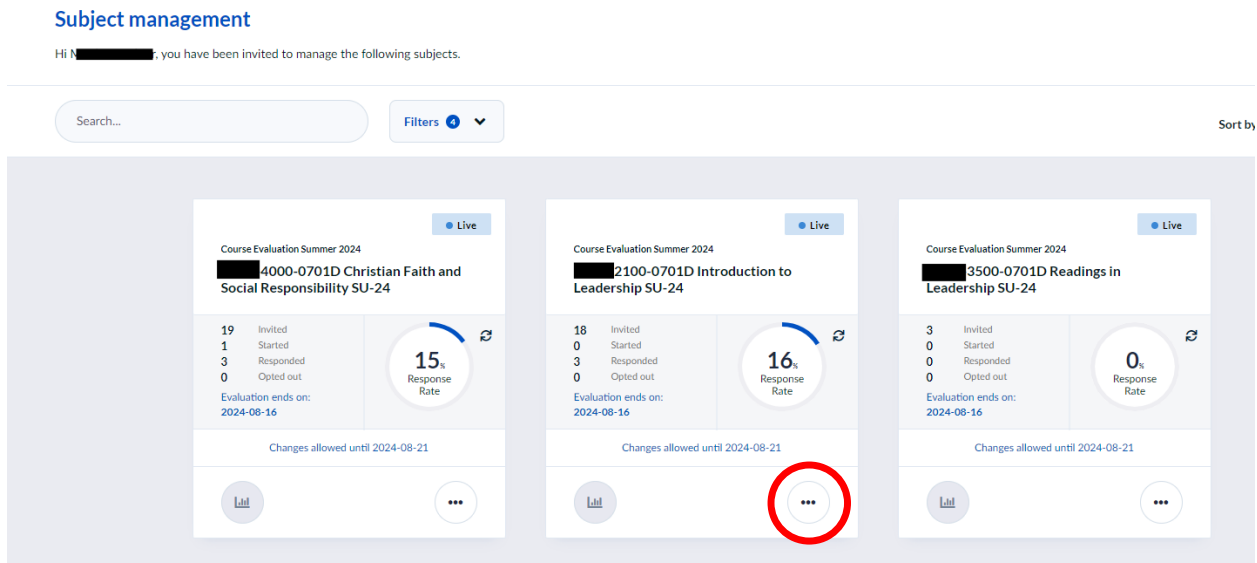 Subject management
Hi , you have been invited to manage the following subjects.
Search...
Filters 4
Sort by
Live
Course Evaluation Summer 2024
4000-0701D Christian Faith and
Social Responsibility SU-24
19 Invited
1 Started
3 Responded
0 Opted out
Evaluation ends on:
2024-08-16
15%
Response
Rate
Changes allowed until 2024-08-21
Live
Course Evaluation Summer 2024
2100-0701D Introduction to
Leadership SU-24
18 Invited
0 Started
3 Responded
0 Opted out
Evaluation ends on:
2024-08-16
16%
Response
Rate
Changes allowed until 2024-08-21
Live
Course Evaluation Summer 2024
3500-0701D Readings in
Leadership SU-24
3 Invited
0 Started
0 Responded
0 Opted out
Evaluation ends on:
2024-08-16
0%
Response
Rate
Changes allowed until 2024-08-21